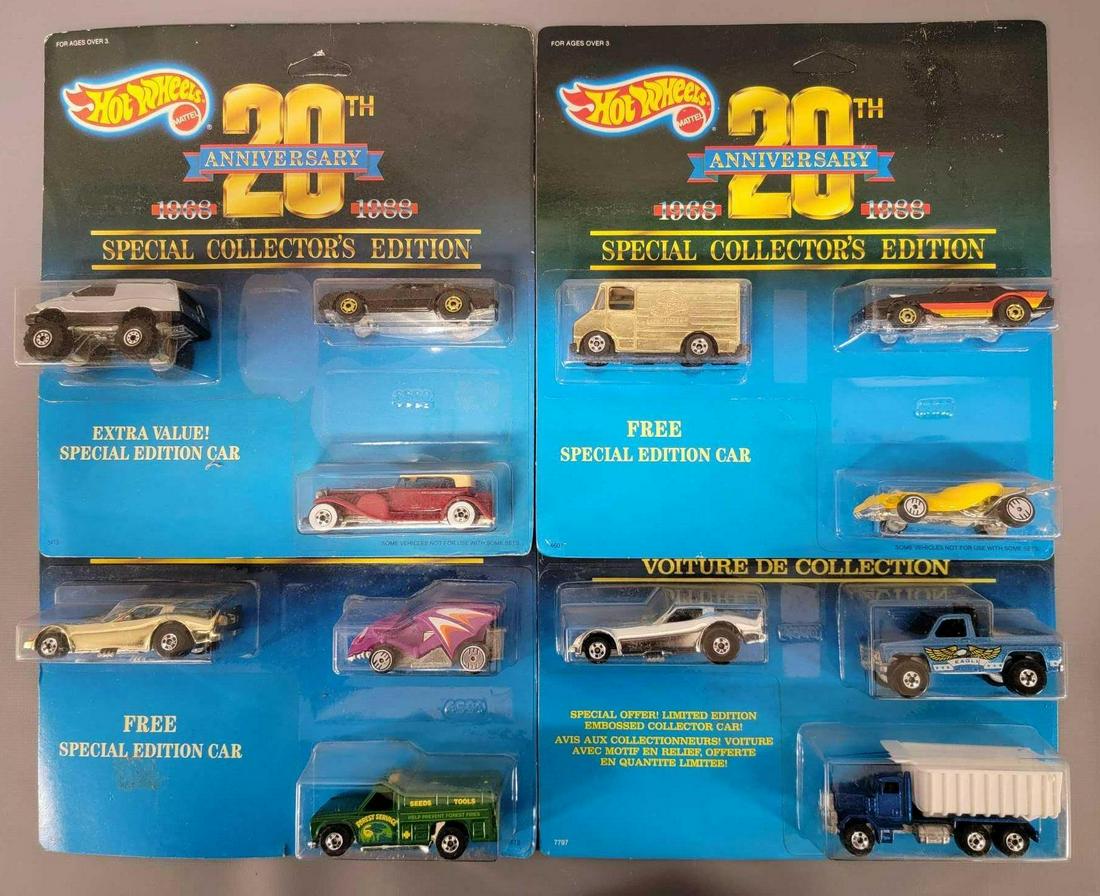 FOR AGES OVER 3.
HOT WHEELS®
MATTEL
20TH
ANNIVERSARY
1968 1988
SPECIAL COLLECTOR'S EDITION
EXTRA VALUE!
SPECIAL EDITION CAR
SOME VEHICLES NOT FOR USE WITH SOME SETS.
FOR AGES OVER 3.
HOT WHEELS®
MATTEL
20TH
ANNIVERSARY
1968 1988
SPECIAL COLLECTOR'S EDITION
FREE
SPECIAL EDITION CAR
SOME VEHICLES NOT FOR USE WITH SOME SETS.
FREE
SPECIAL EDITION CAR
SEEDS TOOLS
HELP PREVENT FOREST FIRES
FOREST SERVICE
VOITURE DE COLLECTION
EAGLE
SPECIAL OFFER! LIMITED EDITION
EMBOSSED COLLECTOR CAR!
AVIS AUX COLLECTIONNEURS! VOITURE
AVEC MOTIF EN RELIEF, OFFERTE
EN QUANTITE LIMITEE!
7797